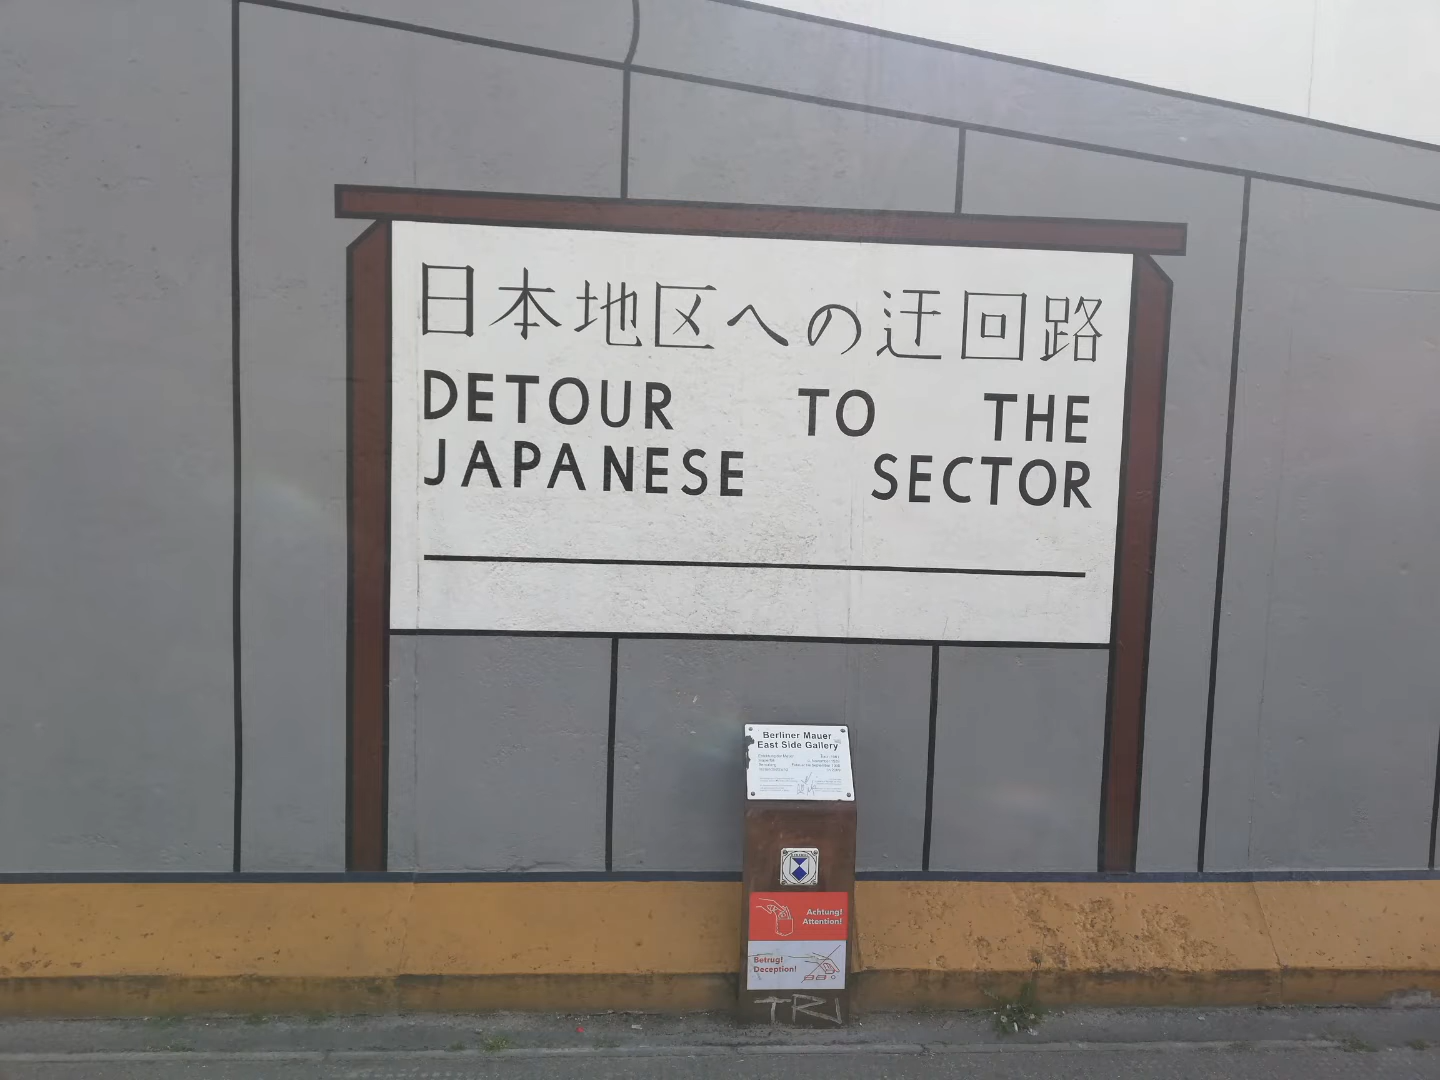 日本地区への迂回路
DETOUR TO THE
JAPANESE SECTOR
Berliner Mauer
East Side Gallery
Achtung!
Attention!
Betrug!
Deception!
TRI